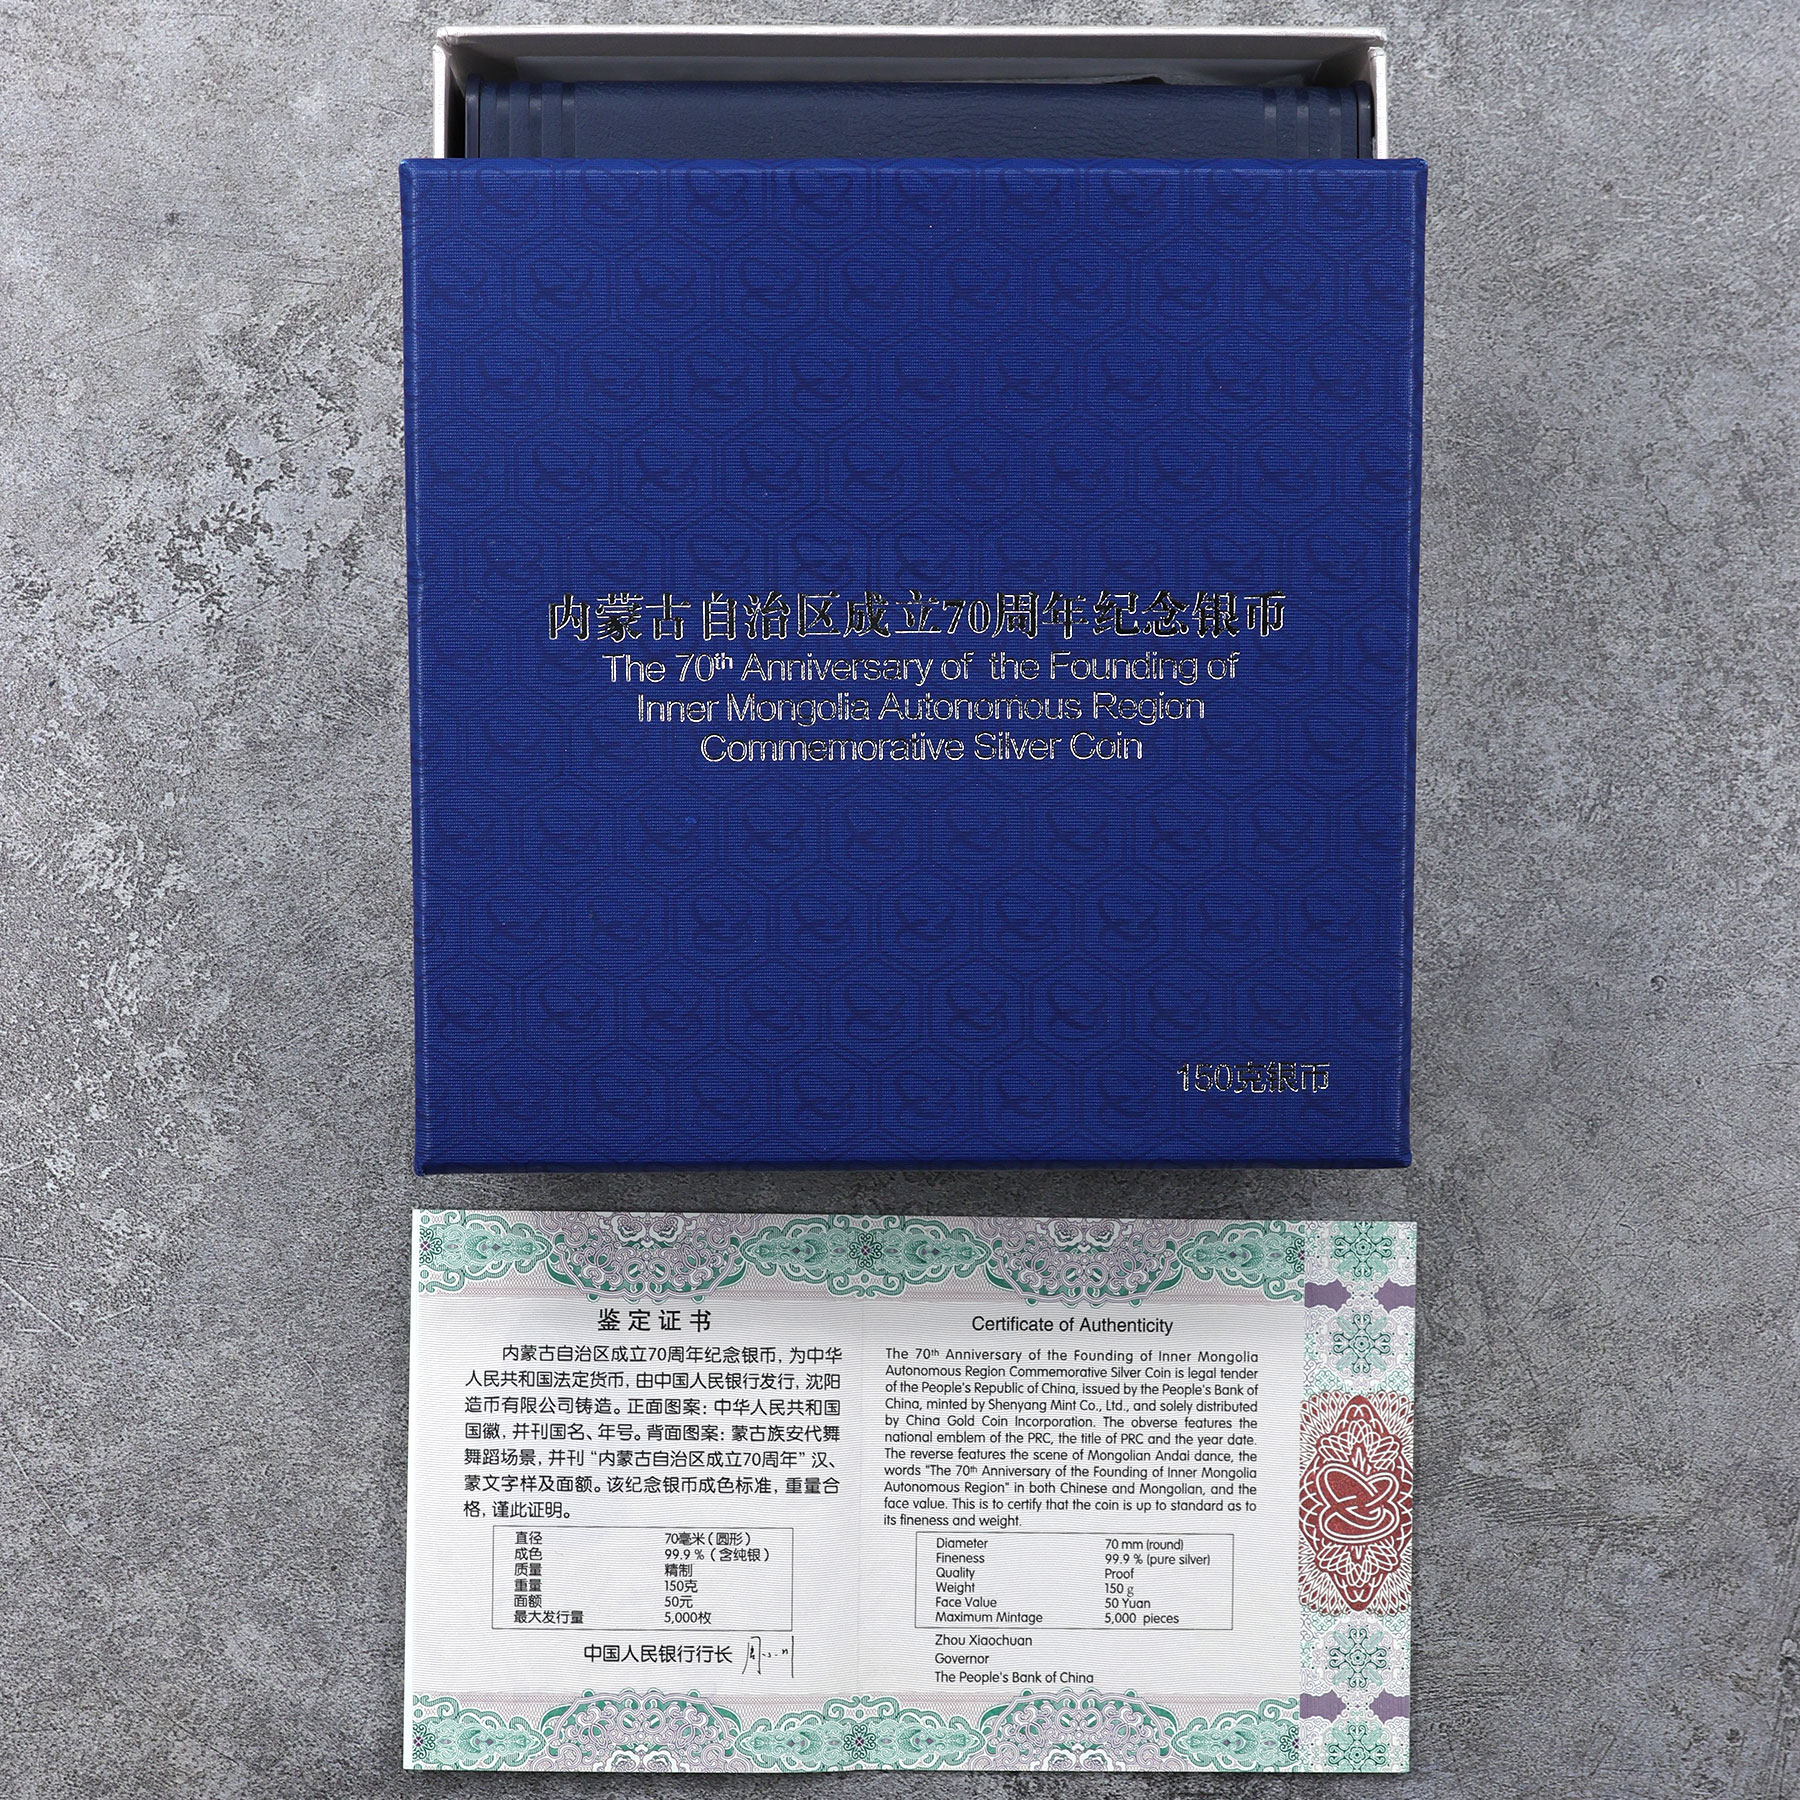 内蒙古自治区成立70周年纪念银币
The 70th Anniversary of the Founding of
Inner Mongolia Autonomous Region
Commemorative Silver Coin
150克银币
鉴定证书
内蒙古自治区成立70周年纪念银币，为中华
人民共和国法定货币，由中国人民银行发行，沈阳
造币有限公司铸造。正面图案：中华人民共和国
国徽，并刊国名、年号。背面图案：蒙古族安代舞
舞蹈场景，并刊“内蒙古自治区成立70周年”汉、
蒙文字样及面额。该纪念银币成色标准，重量合
格，谨此证明。
直径 70毫米（圆形）
成色 99.9％（含纯银）
质量 精制
重量 150克
面额 50元
最大发行量 5,000枚
中国人民银行行长
Certificate of Authenticity
The 70th Anniversary of the Founding of Inner Mongolia
Autonomous Region Commemorative Silver Coin is legal tender
of the People's Republic of China, issued by the People's Bank of
China, minted by Shenyang Mint Co., Ltd., and solely distributed
by China Gold Coin Incorporation. The obverse features the
national emblem of the PRC, the title of PRC and the year date.
The reverse features the scene of Mongolian Andai dance, the
words "The 70th Anniversary of the Founding of Inner Mongolia
Autonomous Region" in both Chinese and Mongolian, and the
face value. This is to certify that the coin is up to standard as to
its fineness and weight.
Diameter 70 mm (round)
Fineness 99.9 % (pure silver)
Quality Proof
Weight 150 g
Face Value 50 Yuan
Maximum Mintage 5,000 pieces
Zhou Xiaochuan
Governor
The People's Bank of China